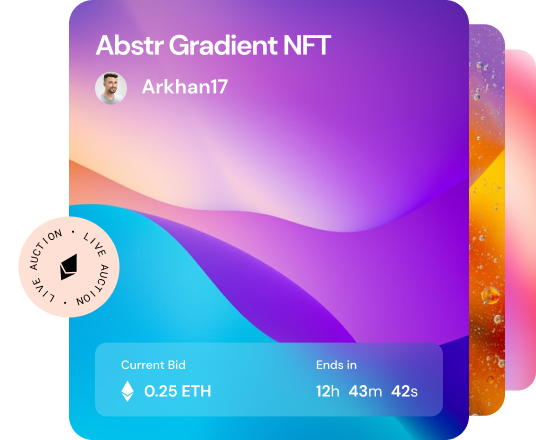 Abstr Gradient NFT
Arkhan17
LIVE AUCTION • LIVE AUCTION •
Current Bid
Ends in
0.25 ETH
12h 43m 42s